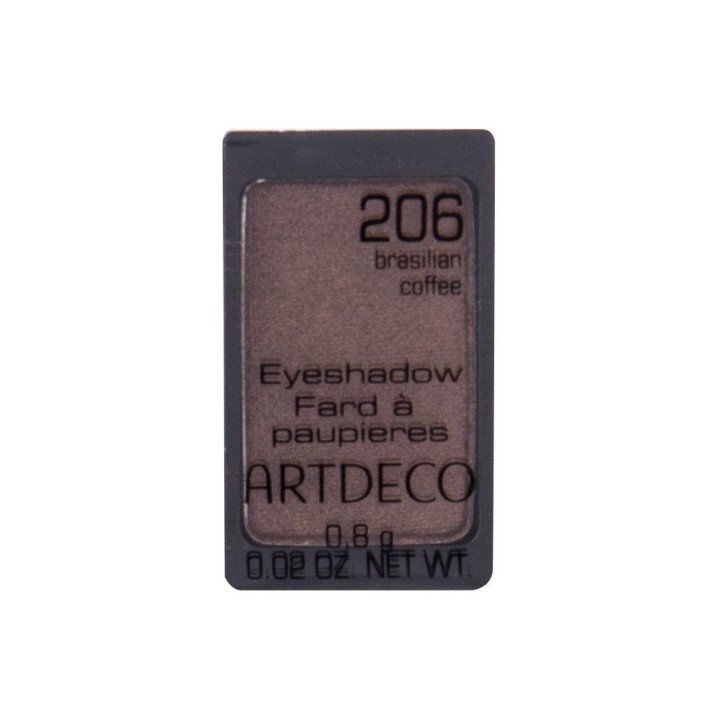 206
brasilian
coffee
Eyeshadow
Fard à
paupieres
ARTDECO
0.8 g
0.02 OZ. NET WT.